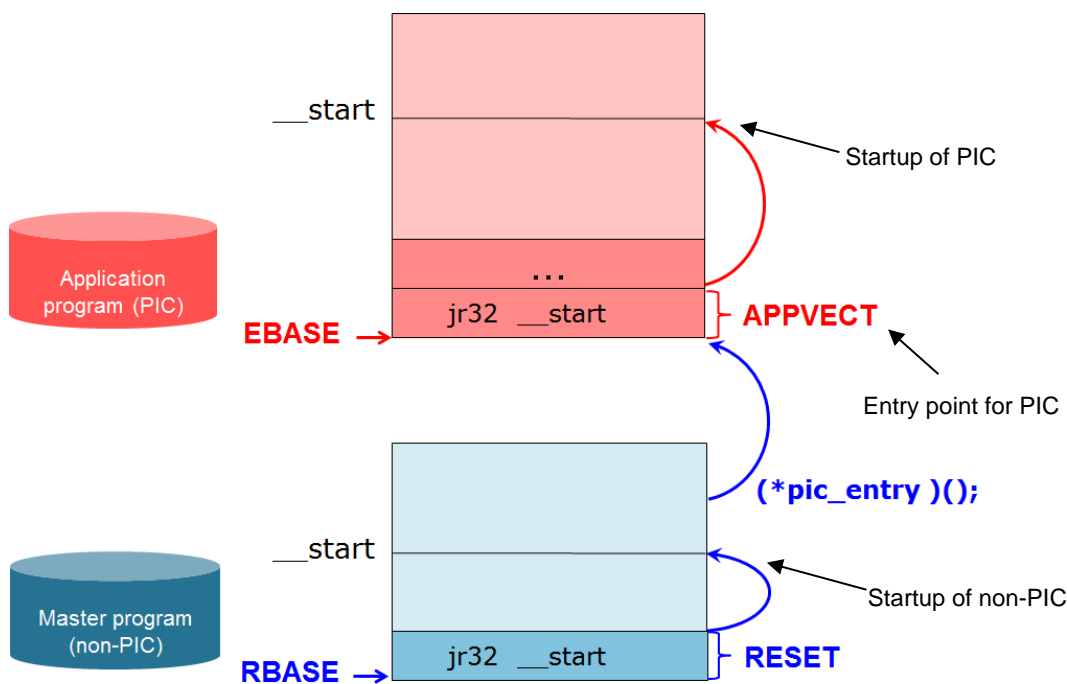 __start
Startup of PIC
Application
program (PIC)
...
jr32 __start
EBASE
APPVECT
Entry point for PIC
(*pic_entry )();
__start
Startup of non-PIC
Master program
(non-PIC)
jr32 __start
RBASE
RESET